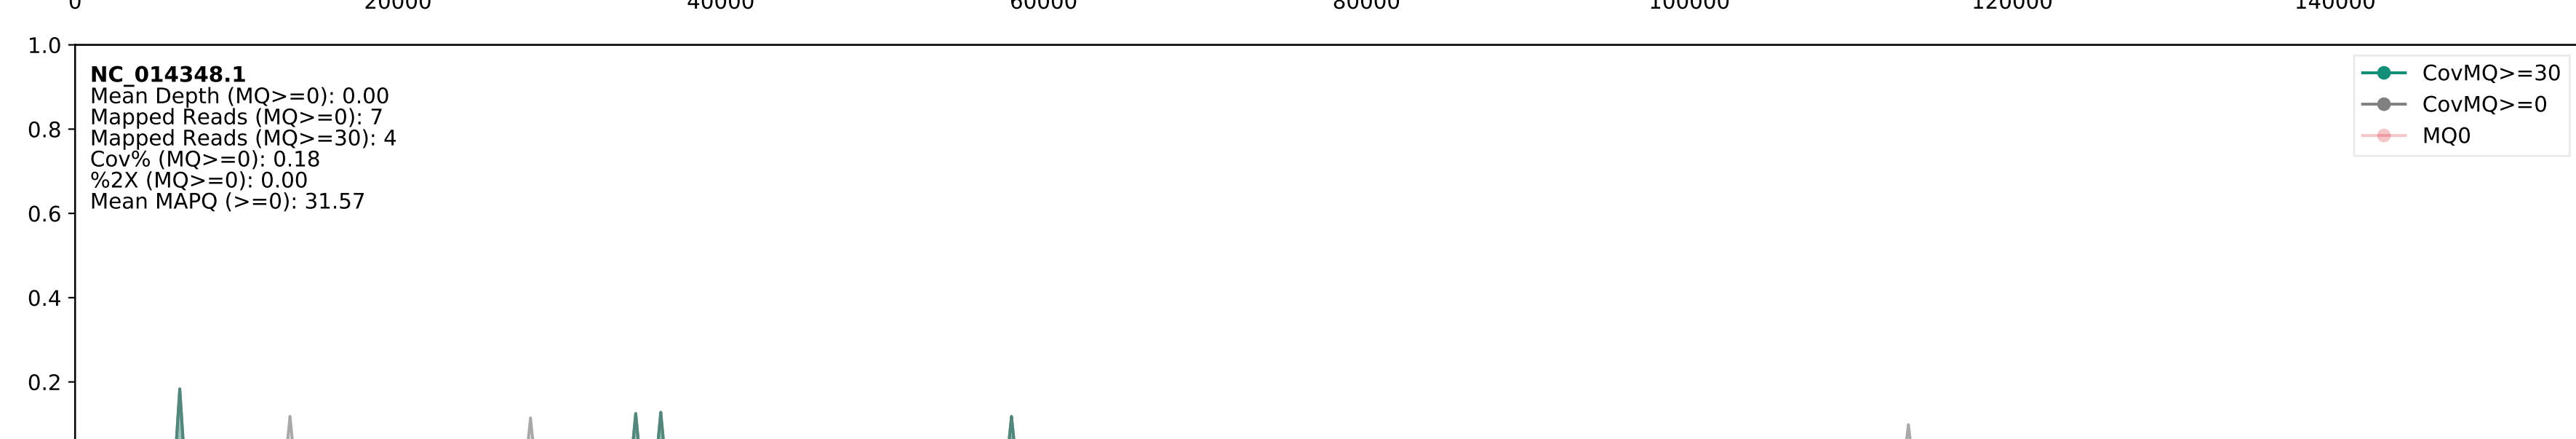 0 20000 40000 60000 80000 100000 120000 140000
1.0
NC_014348.1
Mean Depth (MQ>=0): 0.00
Mapped Reads (MQ>=0): 7
Mapped Reads (MQ>=30): 4
Cov% (MQ>=0): 0.18
%2X (MQ>=0): 0.00
Mean MAPQ (>=0): 31.57
CovMQ>=30
CovMQ>=0
MQ0
0.8
0.6
0.4
0.2